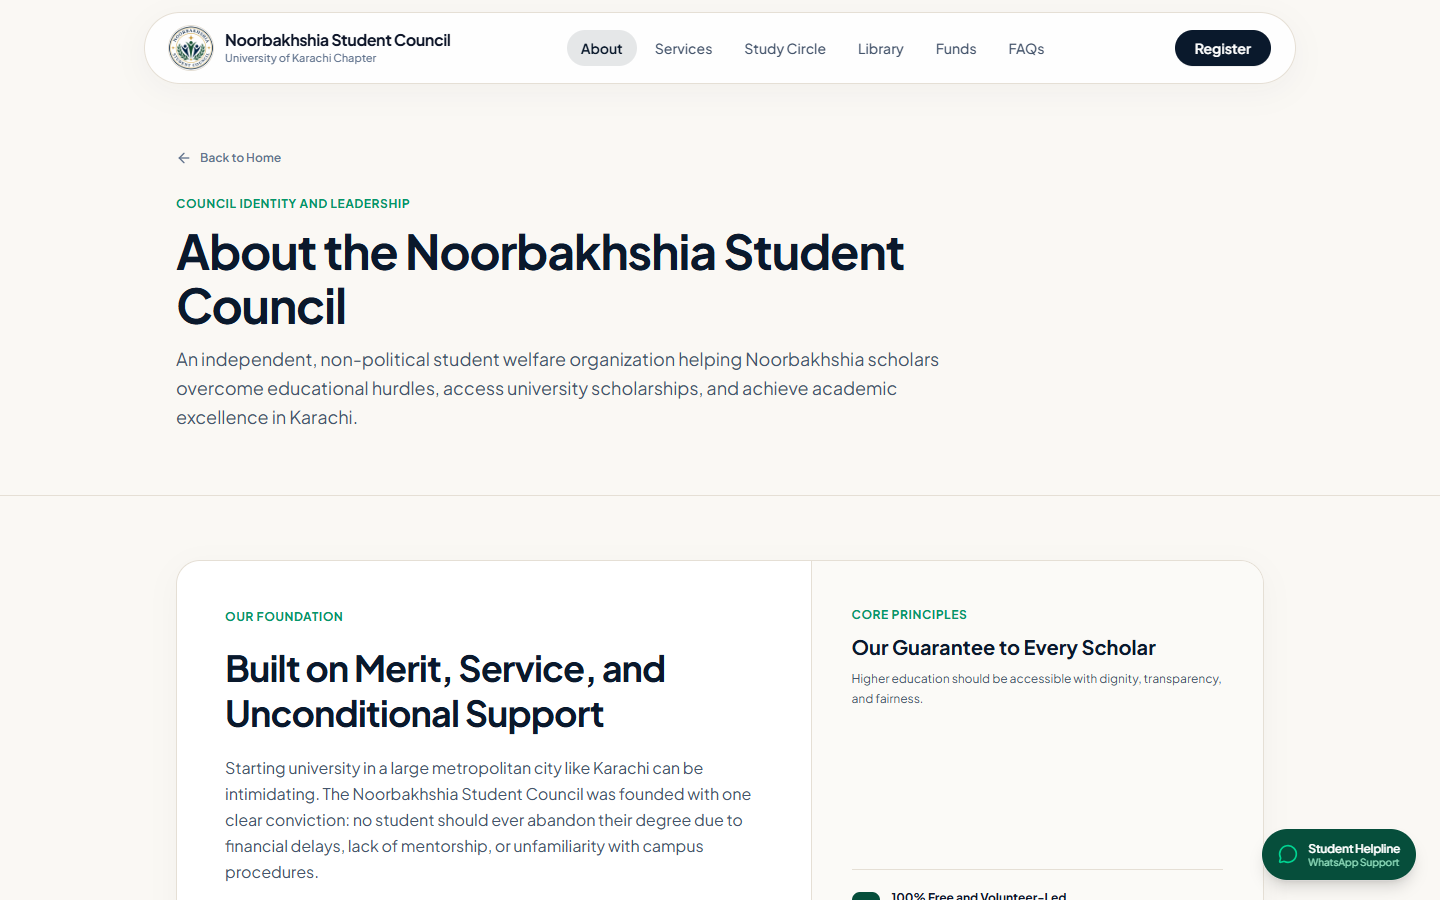 Noorbakhshia Student Council
University of Karachi Chapter
About
Services
Study Circle
Library
Funds
FAQs
Register
Back to Home
COUNCIL IDENTITY AND LEADERSHIP
About the Noorbakhshia Student
Council
An independent, non-political student welfare organization helping Noorbakhshia scholars
overcome educational hurdles, access university scholarships, and achieve academic
excellence in Karachi.
OUR FOUNDATION
Built on Merit, Service, and
Unconditional Support
Starting university in a large metropolitan city like Karachi can be
intimidating. The Noorbakhshia Student Council was founded with one
clear conviction: no student should ever abandon their degree due to
financial delays, lack of mentorship, or unfamiliarity with campus
procedures.
CORE PRINCIPLES
Our Guarantee to Every Scholar
Higher education should be accessible with dignity, transparency,
and fairness.
100% Free and Volunteer-Led
Student Helpline
WhatsApp Support